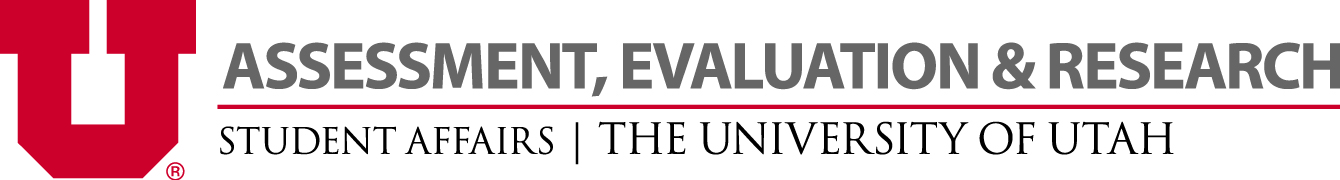 U®
ASSESSMENT, EVALUATION & RESEARCH
STUDENT AFFAIRS | THE UNIVERSITY OF UTAH